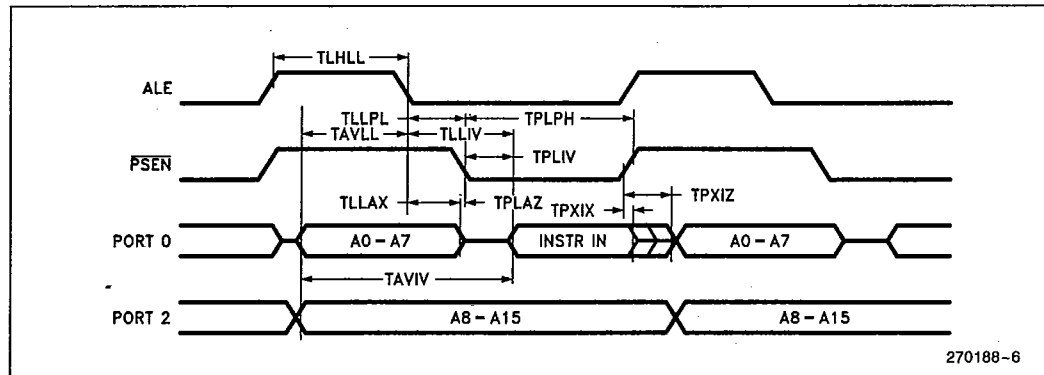 TLHLL
ALE
TLLPL TPLPH
TAVLL TLLIV
PSEN TPLIV
TLLAX TPLAZ TPXIX TPXIZ
PORT 0 A0-A7 INSTR IN A0-A7
TAVIV
PORT 2 A8-A15 A8-A15
270188-6